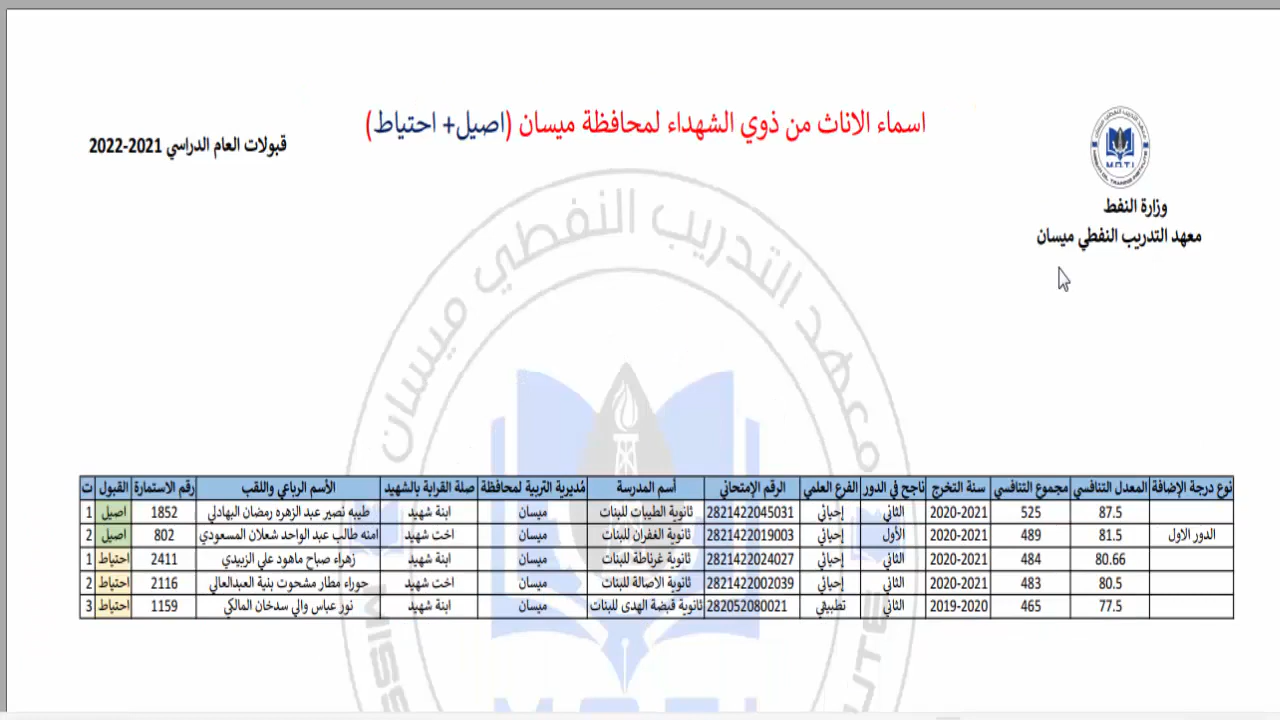 اسماء الاناث من ذوي الشهداء لمحافظة ميسان (اصيل+ احتياط)
قبولات العام الدراسي 2021-2022
M.O.T.I
وزارة النفط
معهد التدريب النفطي ميسان
معهد التدريب النفطي ميسان
ت القبول رقم الاستمارة الأسم الرباعي واللقب صلة القرابة بالشهيد مُديرية التربية لمحافظة أسم المدرسة الرقم الإمتحاني الفرع العلمي ناجح في الدور سنة التخرج مجموع التنافسي المعدل التنافسي نوع درجة الإضافة
1 اصيل 1852 طيبه نصير عبد الزهره رمضان البهادلي ابنة شهيد ميسان ثانوية الطيبات للبنات 2821422045031 إحيائي الثاني 2020-2021 525 87.5
2 اصيل 802 امنه طالب عبد الواحد شعلان المسعودي اخت شهيد ميسان ثانوية الغفران للبنات 2821422019003 إحيائي الأول 2020-2021 489 81.5 الدور الاول
1 احتياط 2411 زهراء صباح ماهود علي الزبيدي ابنة شهيد ميسان ثانوية غرناطة للبنات 2821422024027 إحيائي الثاني 2020-2021 484 80.66
2 احتياط 2116 حوراء مطار مشحوت بنية العبدالعالي اخت شهيد ميسان ثانوية الاصالة للبنات 2821422002039 إحيائي الثاني 2020-2021 483 80.5
3 احتياط 1159 نور عباس والي سدخان المالكي ابنة شهيد ميسان ثانوية قبضة الهدى للبنات 282052080021 تطبيقي الثاني 2019-2020 465 77.5